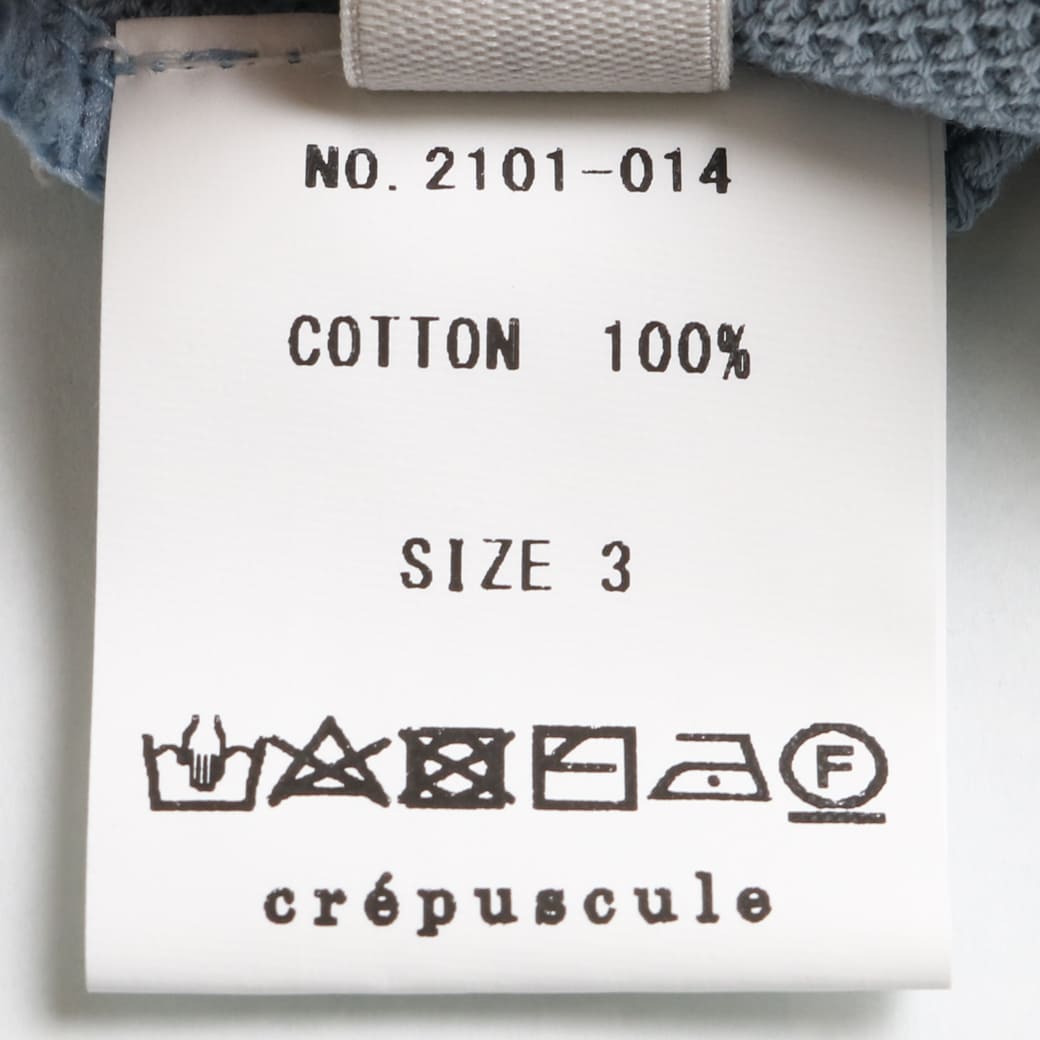 NO. 2101-014
COTTON 100%
SIZE 3
F
crépuscule